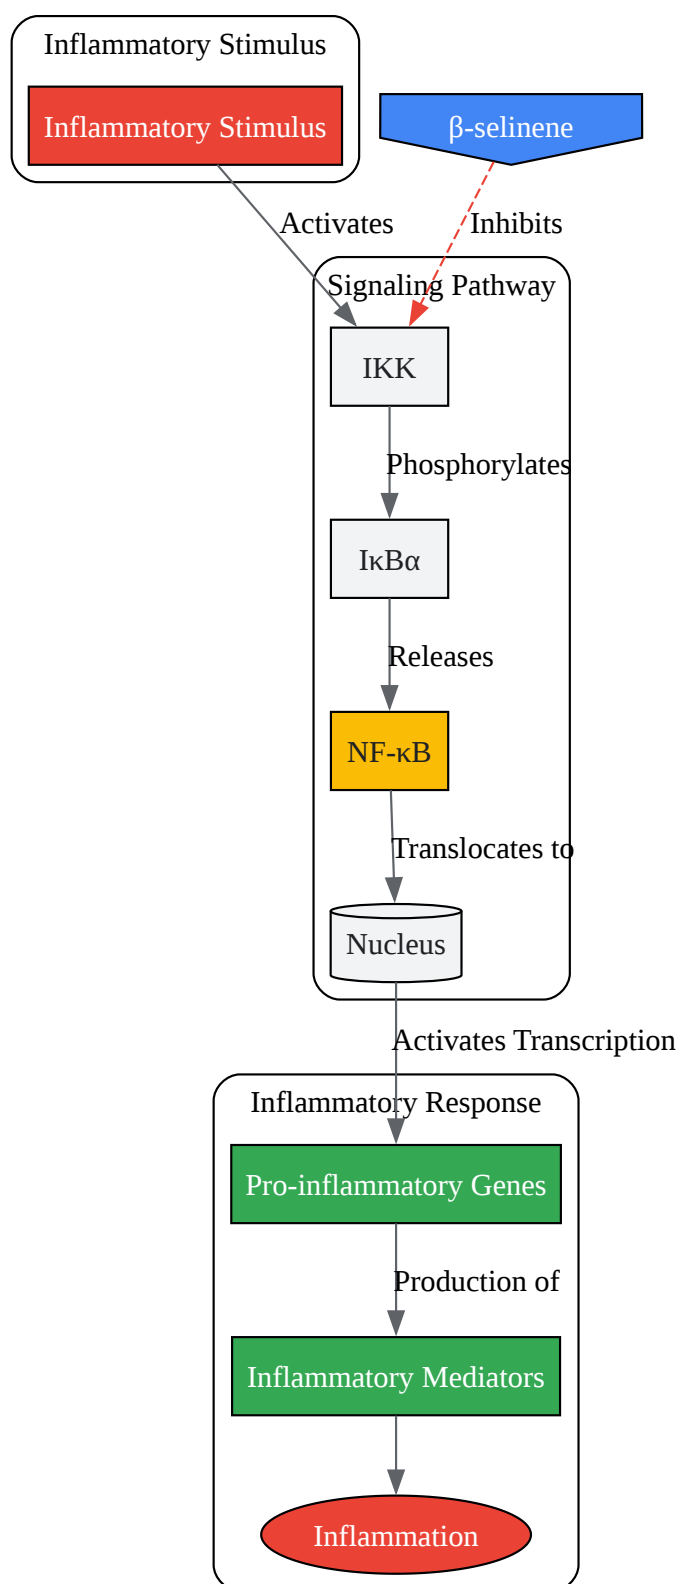 Inflammatory Stimulus
Inflammatory Stimulus
β-selinene
Activates
Inhibits
Signaling Pathway
IKK
Phosphorylates
IκBα
Releases
NF-κB
Translocates to
Nucleus
Activates Transcription
Inflammatory Response
Pro-inflammatory Genes
Production of
Inflammatory Mediators
Inflammation